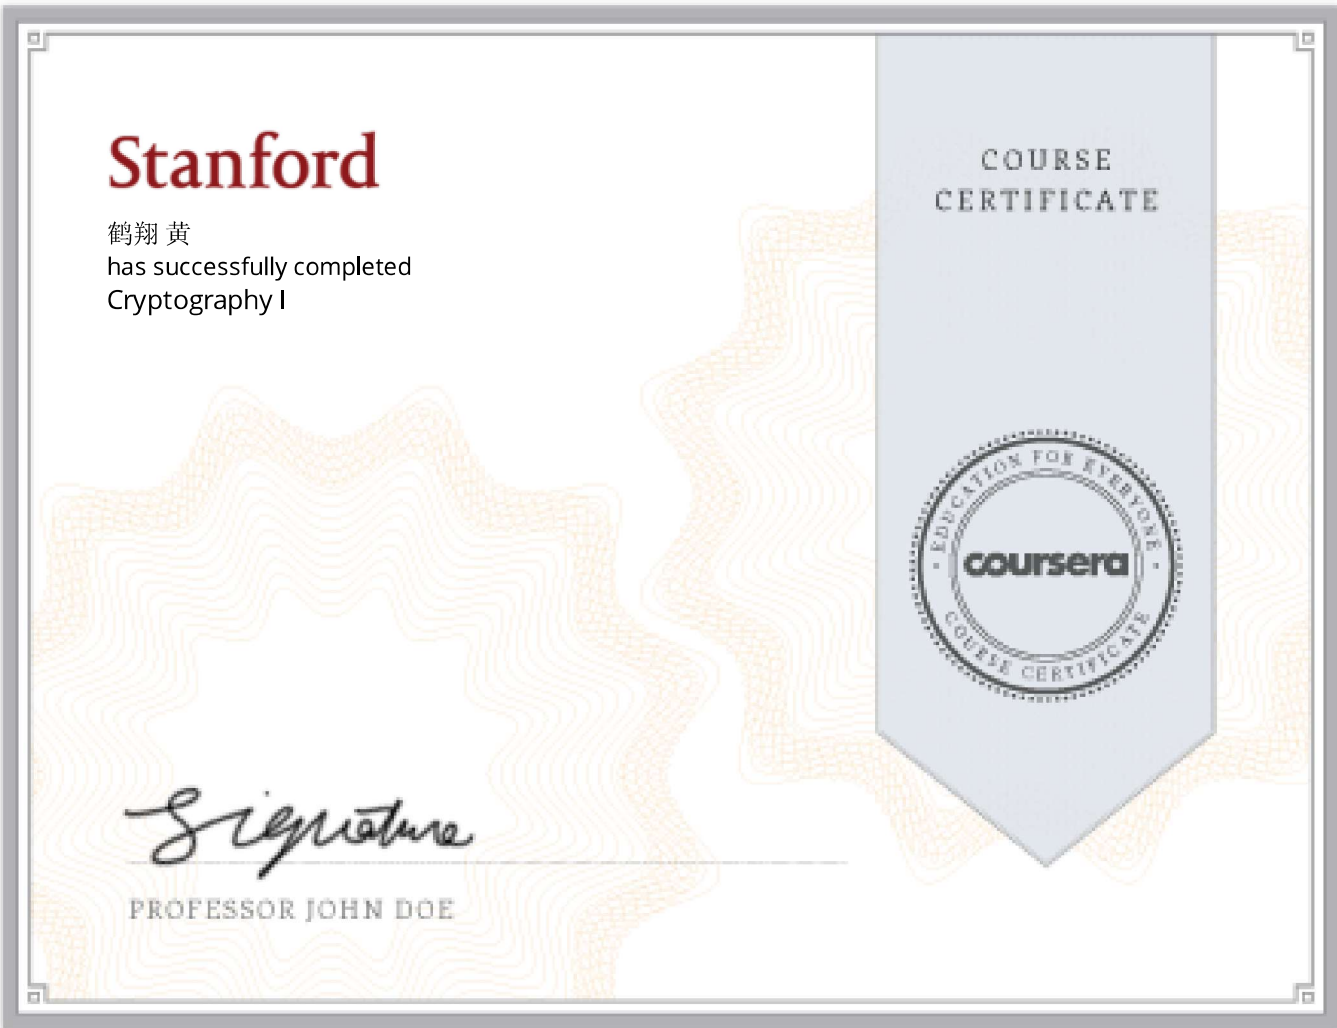 Stanford
鹤翔 黄
has successfully completed
Cryptography I
COURSE
CERTIFICATE
EDUCATION FOR EVERYONE
coursera
COURSE CERTIFICATE
Signature
PROFESSOR JOHN DOE